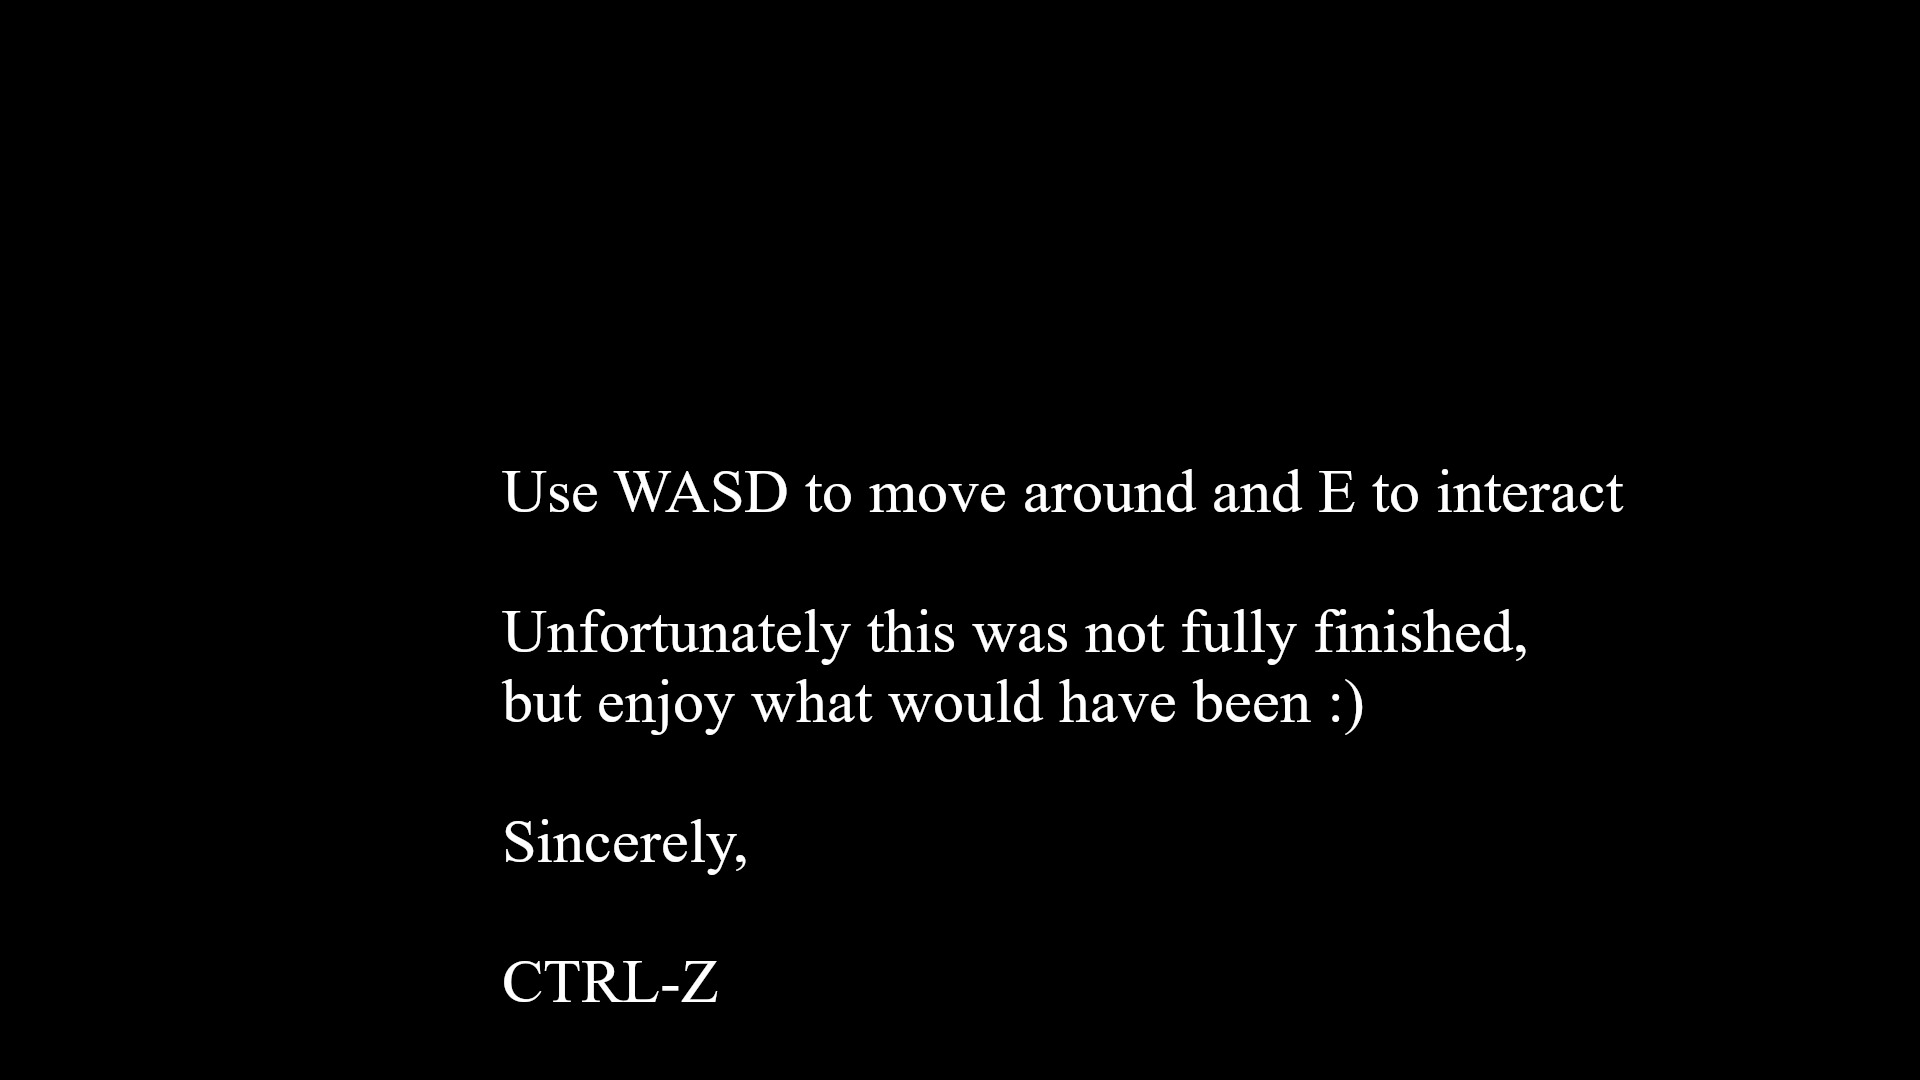 Use WASD to move around and E to interact
Unfortunately this was not fully finished,
but enjoy what would have been :)
Sincerely,
CTRL-Z